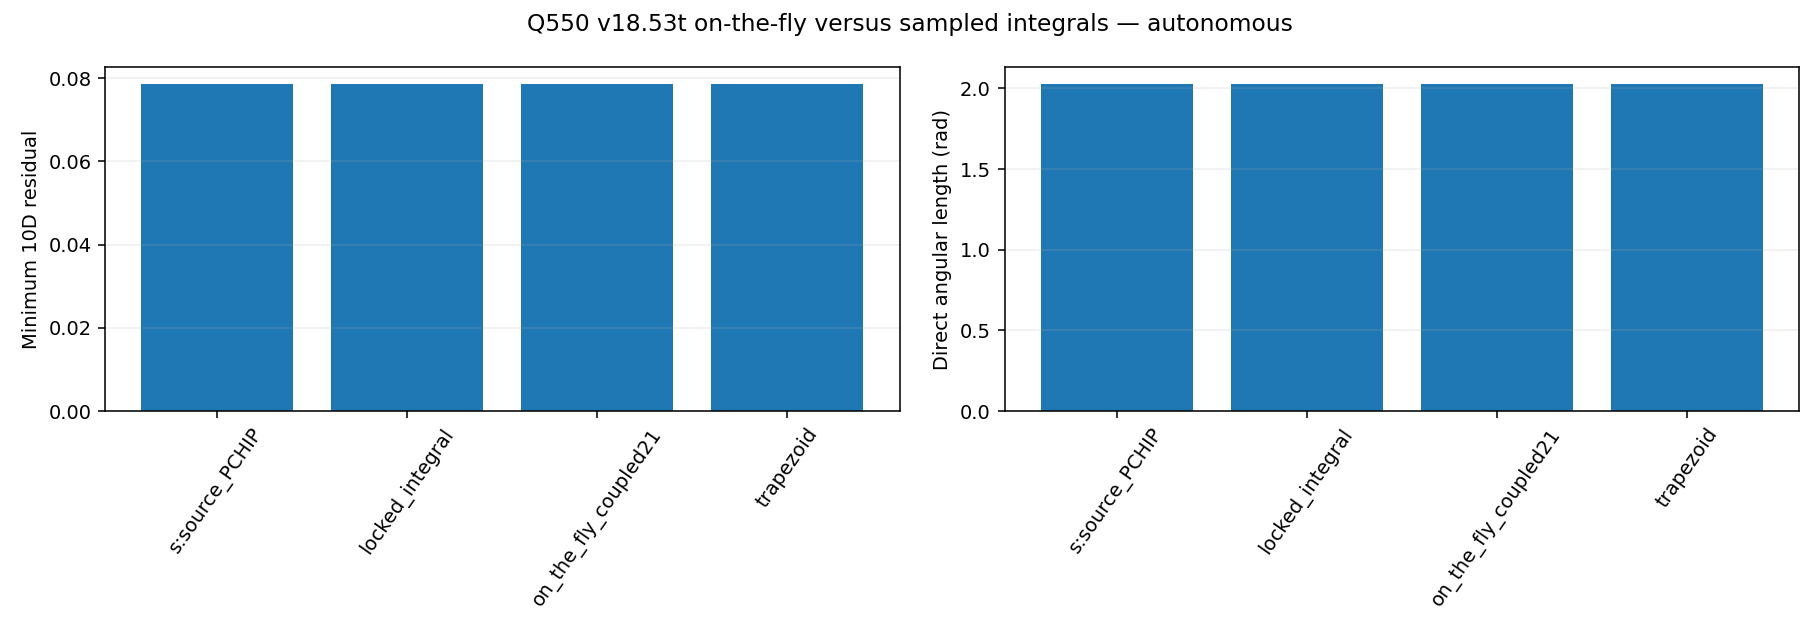 Q550 v18.53t on-the-fly versus sampled integrals — autonomous
Minimum 10D residual
0.08
0.06
0.04
0.02
0.00
s:source_PCHIP
locked_integral
on_the_fly_coupled21
trapezoid
Direct angular length (rad)
2.0
1.5
1.0
0.5
0.0
s:source_PCHIP
locked_integral
on_the_fly_coupled21
trapezoid